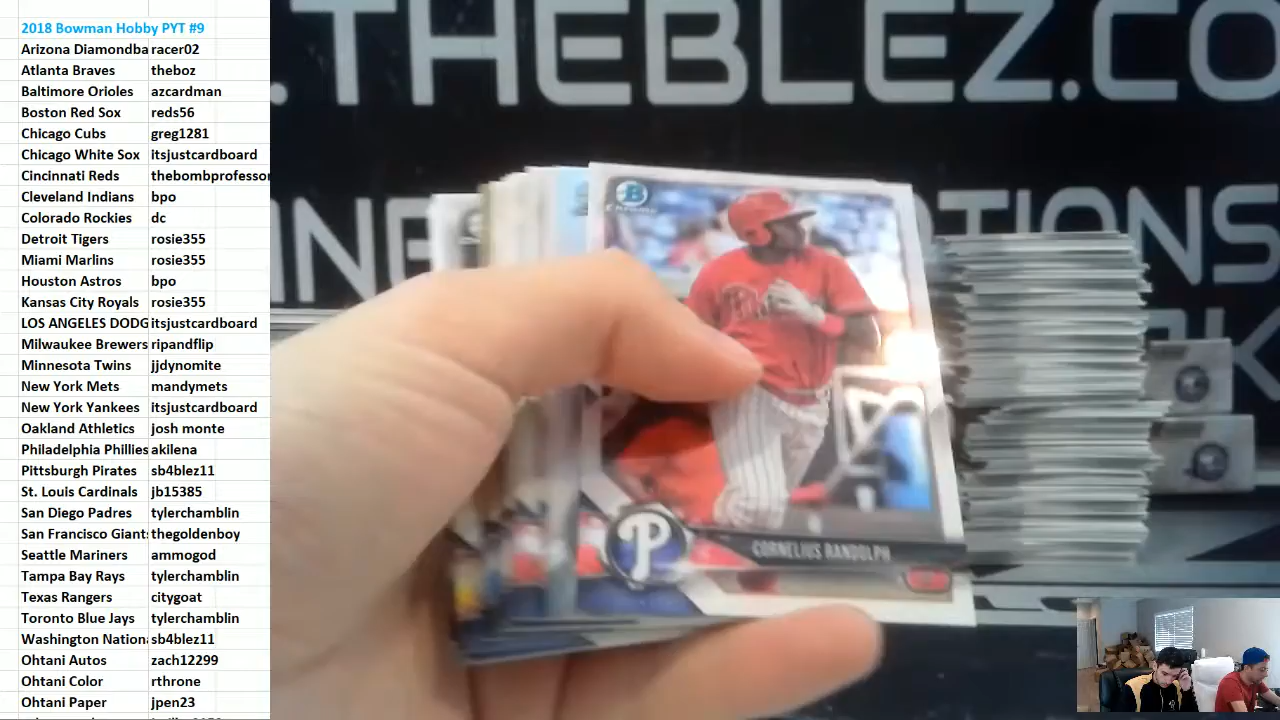 2018 Bowman Hobby PYT #9
Arizona Diamondba racer02
Atlanta Braves theboz
Baltimore Orioles azcardman
Boston Red Sox reds56
Chicago Cubs greg1281
Chicago White Sox itsjustcardboard
Cincinnati Reds thebombprofessor
Cleveland Indians bpo
Colorado Rockies dc
Detroit Tigers rosie355
Miami Marlins rosie355
Houston Astros bpo
Kansas City Royals rosie355
LOS ANGELES DODG itsjustcardboard
Milwaukee Brewers ripandflip
Minnesota Twins jjdynomite
New York Mets mandymets
New York Yankees itsjustcardboard
Oakland Athletics josh monte
Philadelphia Phillies akilena
Pittsburgh Pirates sb4blez11
St. Louis Cardinals jb15385
San Diego Padres tylerchamblin
San Francisco Giants thegoldenboy
Seattle Mariners ammogod
Tampa Bay Rays tylerchamblin
Texas Rangers citygoat
Toronto Blue Jays tylerchamblin
Washington Nation sb4blez11
Ohtani Autos zach12299
Ohtani Color rthrone
Ohtani Paper jpen23
.THEBLEZ.CO
B
CHROME
P
CORNELIUS RANDOLPH